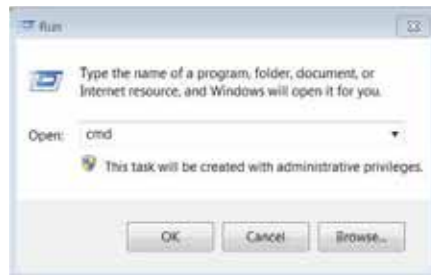 Run
Type the name of a program, folder, document, or
Internet resource, and Windows will open it for you.
Open: cmd
This task will be created with administrative privileges.
OK Cancel Browse...